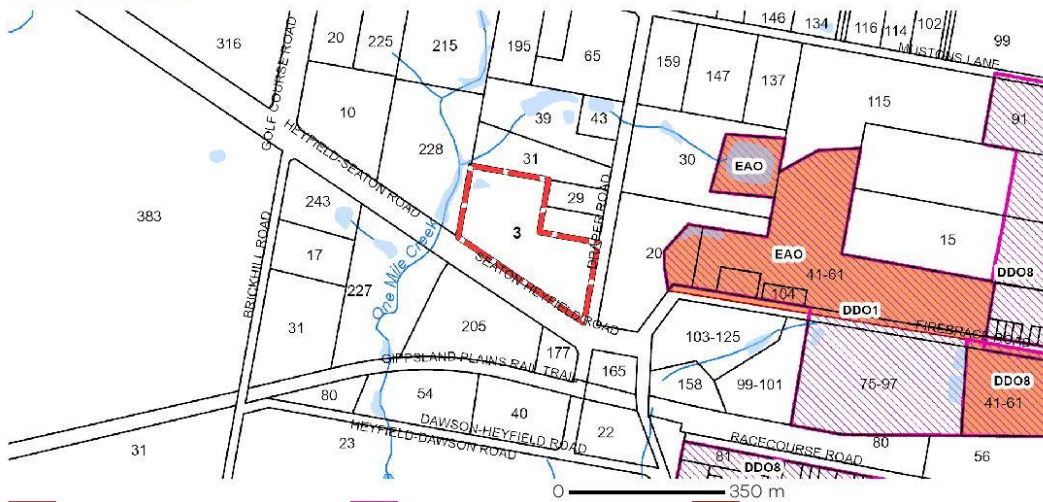 146
134
116
114
102
99
MUSTONS LANE
316
GOLF COURSE ROAD
20
225
215
195
65
159
147
137
115
91
10
HEYFIELD-SEATON ROAD
228
39
43
31
30
EAO
29
383
243
17
227
BRICKHILL ROAD
31
One Mile Creek
3
DRAPER ROAD
SEATON-HEYFIELD ROAD
20
EAO
41-61
15
104
DDO1
DDO8
FIREBRACE ROAD
205
177
165
103-125
GIPPSLAND PLAINS RAIL TRAIL
158
99-101
75-97
DDO8
41-61
80
54
40
22
DAWSON-HEYFIELD ROAD
HEYFIELD-DAWSON ROAD
31
23
RACECOURSE ROAD
81
DDO8
80
56
0
350 m